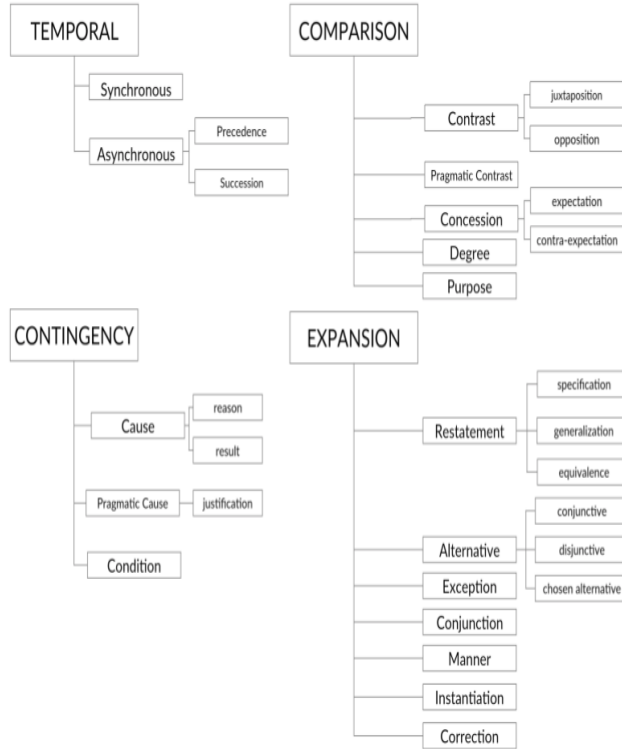 TEMPORAL
Synchronous
Asynchronous
Precedence
Succession
COMPARISON
Contrast
juxtaposition
opposition
Pragmatic Contrast
Concession
expectation
contra-expectation
Degree
Purpose
CONTINGENCY
Cause
reason
result
Pragmatic Cause
justification
Condition
EXPANSION
Restatement
specification
generalization
equivalence
Alternative
conjunctive
disjunctive
chosen alternative
Exception
Conjunction
Manner
Instantiation
Correction